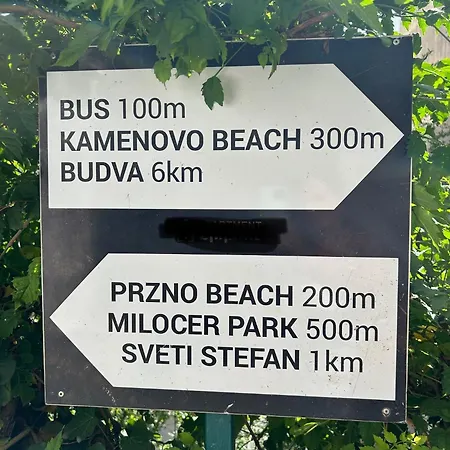 BUS 100m
KAMENOVO BEACH 300m
BUDVA 6km
PRZNO BEACH 200m
MILOCER PARK 500m
SVETI STEFAN 1km